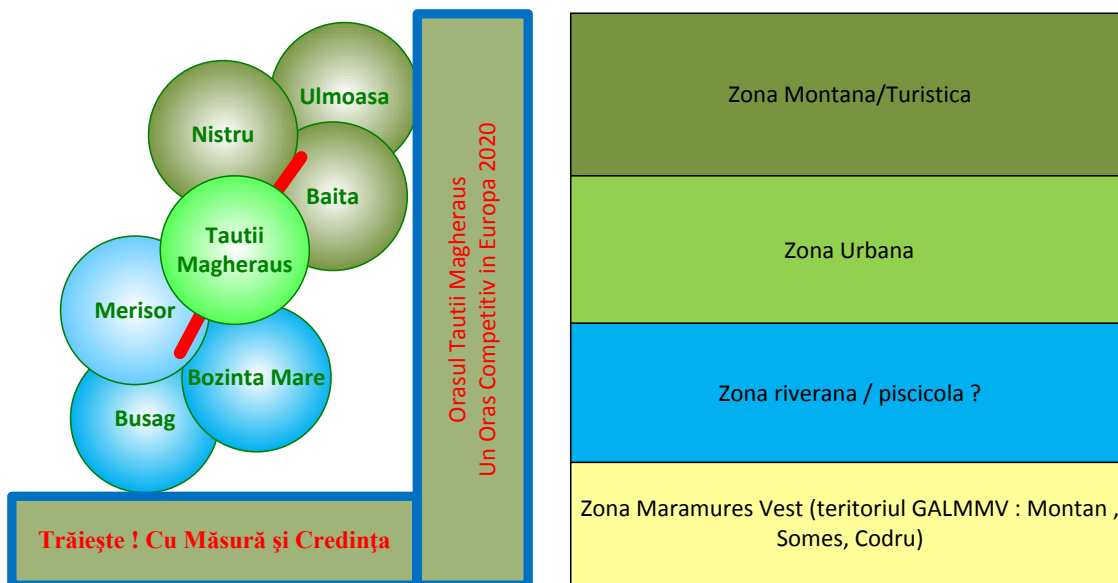 Ulmoasa
Nistru
Baita
Tautii
Magheraus
Merisor
Bozinta Mare
Busag
Trăieşte ! Cu Măsură şi Credinţa
Orasul Tautii Magheraus
Un Oras Competitiv in Europa 2020
Zona Montana/Turistica
Zona Urbana
Zona riverana / piscicola ?
Zona Maramures Vest (teritoriul GALMMV : Montan ,
Somes, Codru)